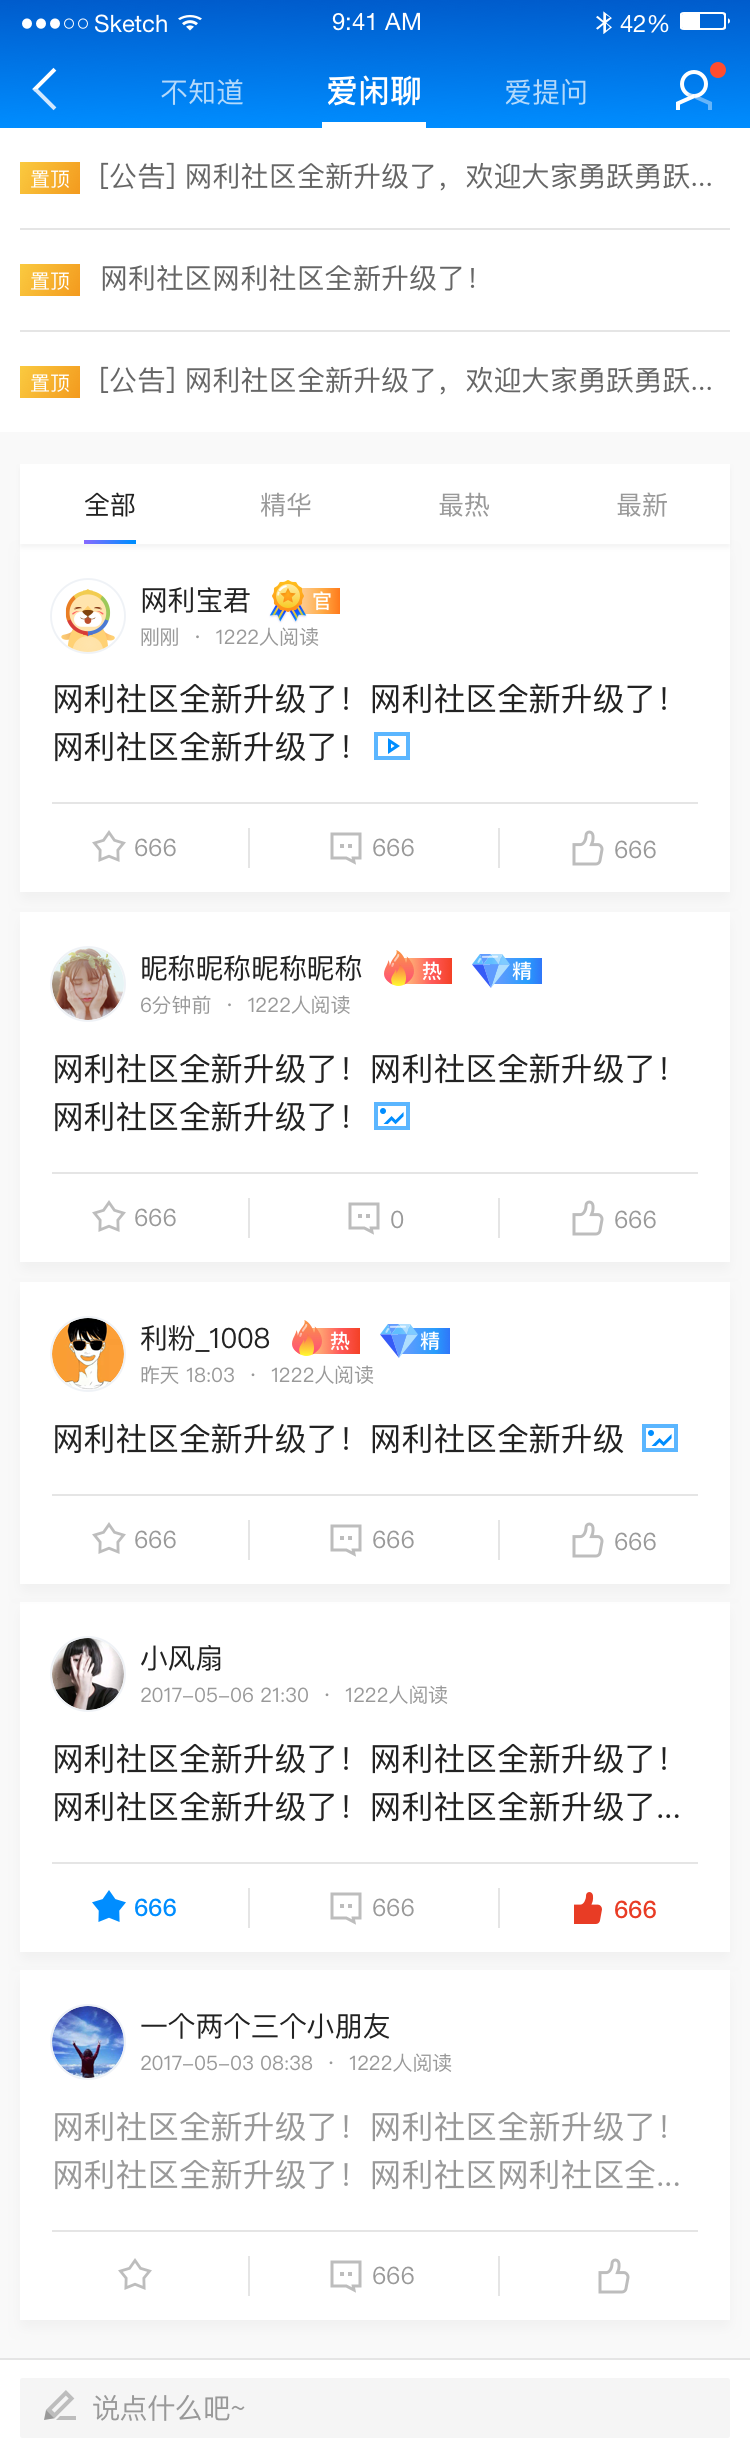 Sketch 9:41 AM 42%
不知道 爱闲聊 爱提问
置顶 [公告] 网利社区全新升级了，欢迎大家勇跃勇跃...
置顶 网利社区网利社区全新升级了！
置顶 [公告] 网利社区全新升级了，欢迎大家勇跃勇跃...
全部 精华 最热 最新
网利宝君 官
刚刚 · 1222人阅读
网利社区全新升级了！网利社区全新升级了！
网利社区全新升级了！
666 666 666
昵称昵称昵称昵称 热 精
6分钟前 · 1222人阅读
网利社区全新升级了！网利社区全新升级了！
网利社区全新升级了！
666 0 666
利粉_1008 热 精
昨天 18:03 · 1222人阅读
网利社区全新升级了！网利社区全新升级
666 666 666
小风扇
2017-05-06 21:30 · 1222人阅读
网利社区全新升级了！网利社区全新升级了！
网利社区全新升级了！网利社区全新升级了...
666 666 666
一个两个三个小朋友
2017-05-03 08:38 · 1222人阅读
网利社区全新升级了！网利社区全新升级了！
网利社区全新升级了！网利社区网利社区全...
666
说点什么吧~